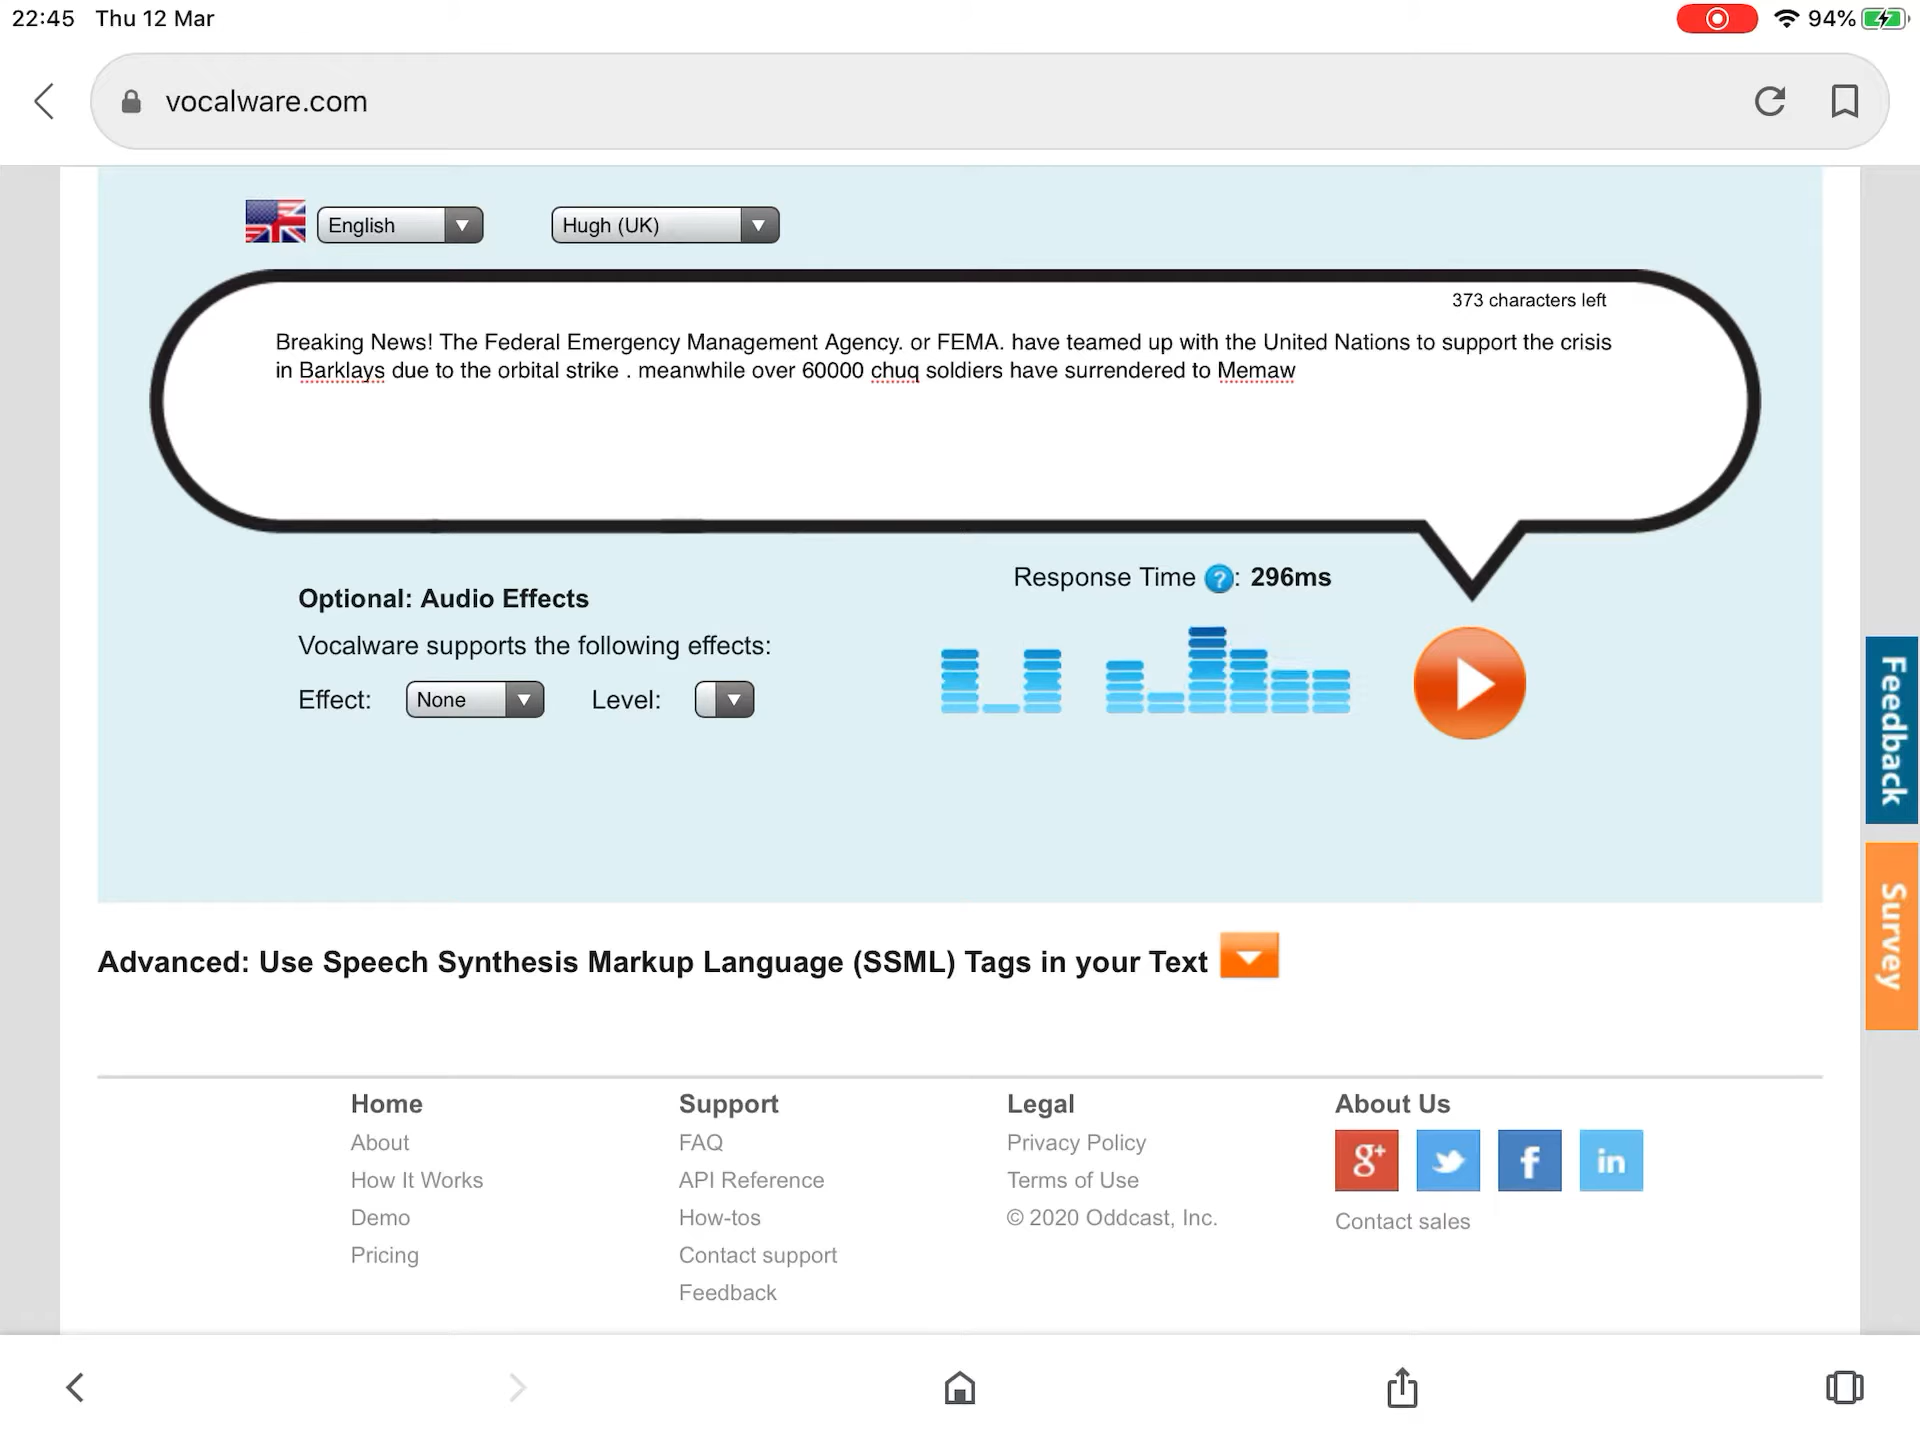 22:45 Thu 12 Mar
94%
vocalware.com
English
Hugh (UK)
373 characters left
Breaking News! The Federal Emergency Management Agency. or FEMA. have teamed up with the United Nations to support the crisis
in Barklays due to the orbital strike . meanwhile over 60000 chuq soldiers have surrendered to Memaw
Response Time ?: 296ms
Optional: Audio Effects
Vocalware supports the following effects:
Effect: None Level:
Feedback
Survey
Advanced: Use Speech Synthesis Markup Language (SSML) Tags in your Text
Home
About
How It Works
Demo
Pricing
Support
FAQ
API Reference
How-tos
Contact support
Feedback
Legal
Privacy Policy
Terms of Use
© 2020 Oddcast, Inc.
About Us
g+ f in
Contact sales